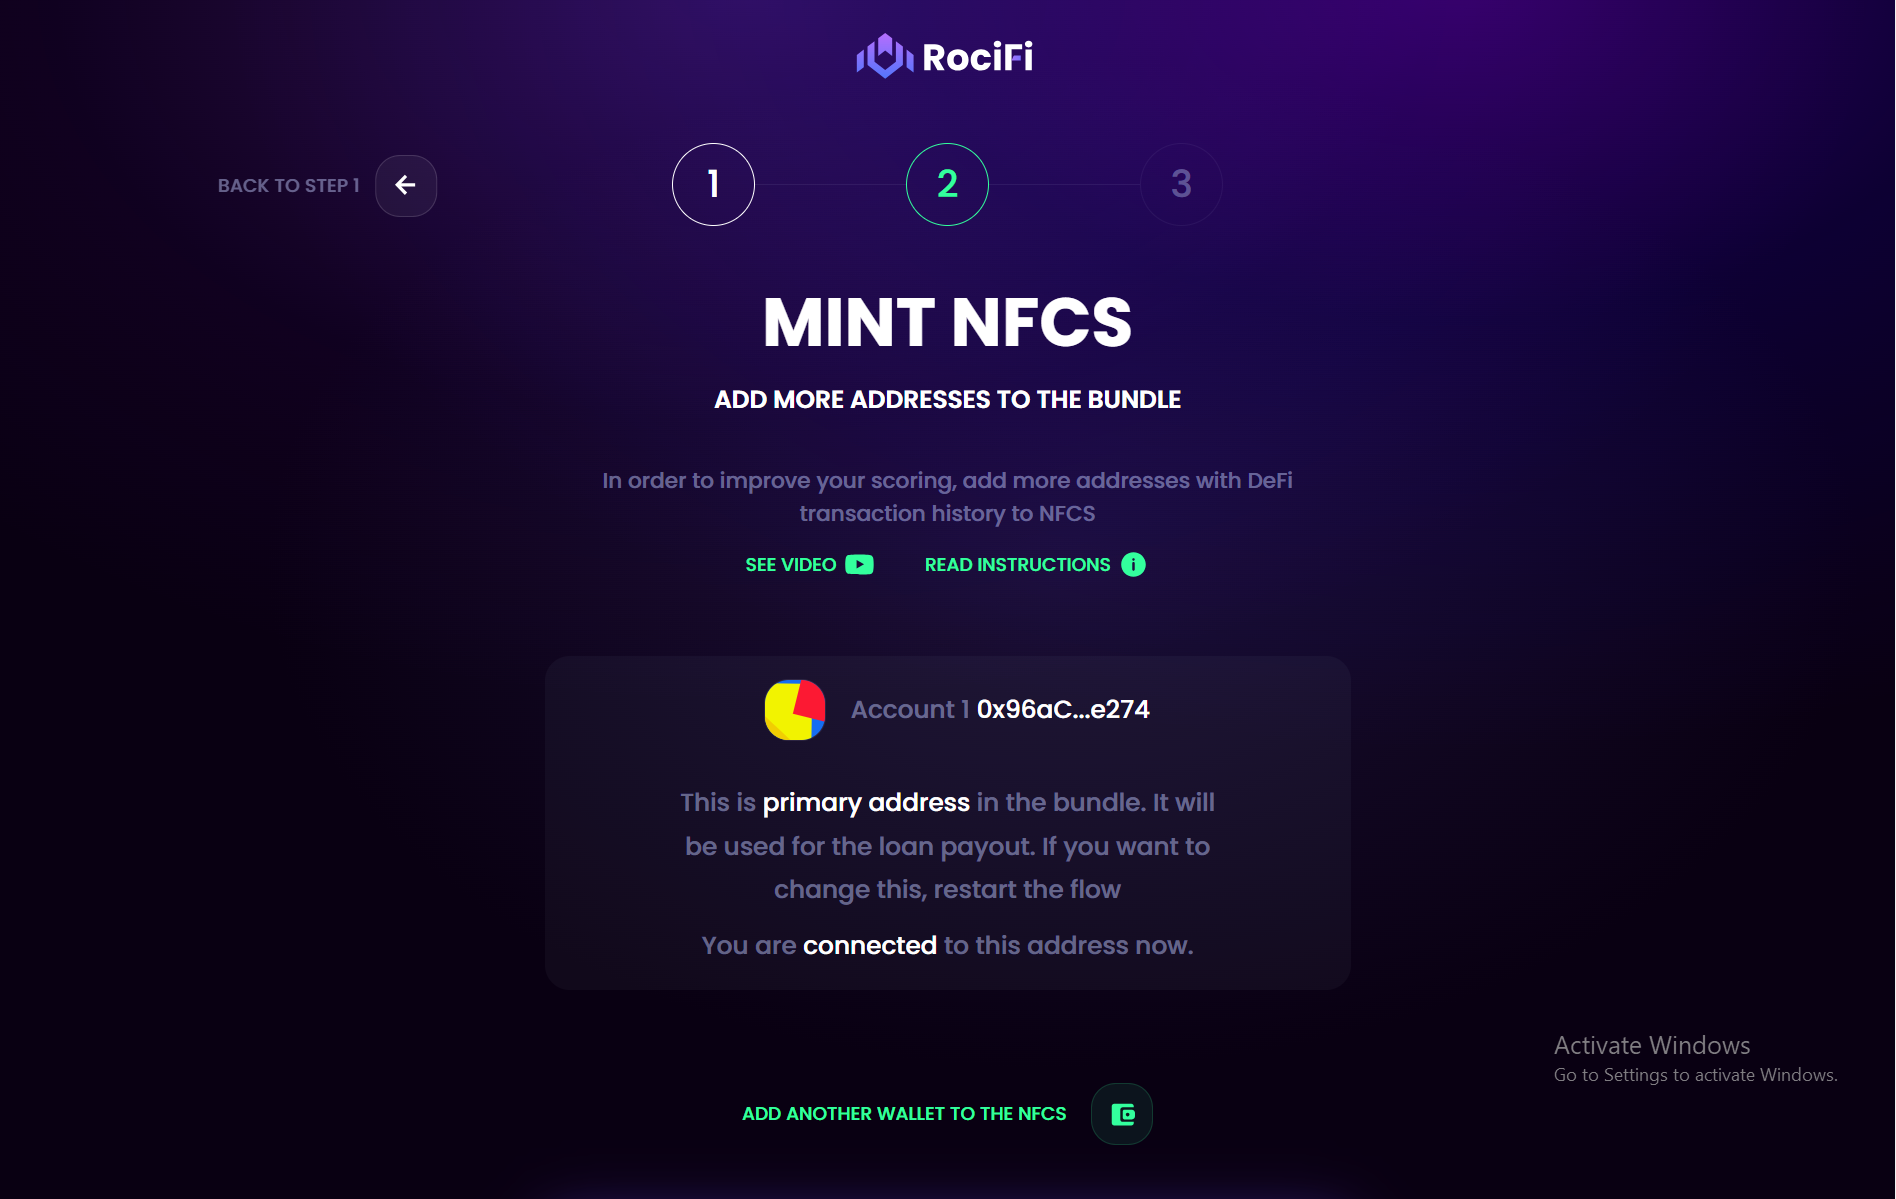 RociFi
BACK TO STEP 1
1
2
3
MINT NFCS
ADD MORE ADDRESSES TO THE BUNDLE
In order to improve your scoring, add more addresses with DeFi
transaction history to NFCS
SEE VIDEO
READ INSTRUCTIONS i
Account 1 0x96aC...e274
This is primary address in the bundle. It will
be used for the loan payout. If you want to
change this, restart the flow
You are connected to this address now.
Activate Windows
Go to Settings to activate Windows.
ADD ANOTHER WALLET TO THE NFCS